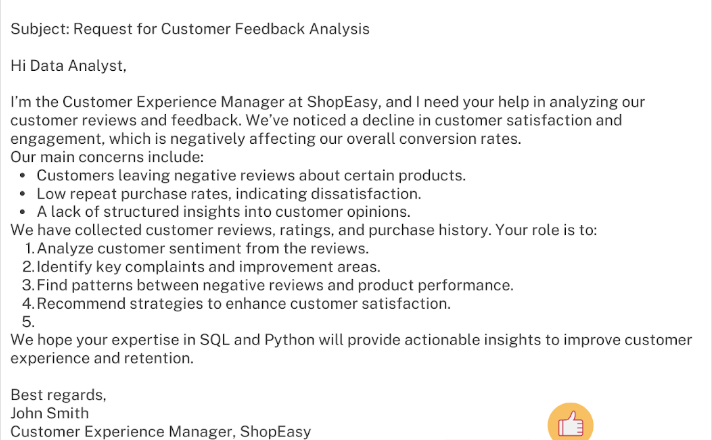 Subject: Request for Customer Feedback Analysis
Hi Data Analyst,
I'm the Customer Experience Manager at ShopEasy, and I need your help in analyzing our
customer reviews and feedback. We've noticed a decline in customer satisfaction and
engagement, which is negatively affecting our overall conversion rates.
Our main concerns include:
• Customers leaving negative reviews about certain products.
• Low repeat purchase rates, indicating dissatisfaction.
• A lack of structured insights into customer opinions.
We have collected customer reviews, ratings, and purchase history. Your role is to:
1. Analyze customer sentiment from the reviews.
2. Identify key complaints and improvement areas.
3. Find patterns between negative reviews and product performance.
4. Recommend strategies to enhance customer satisfaction.
5.
We hope your expertise in SQL and Python will provide actionable insights to improve customer
experience and retention.
Best regards,
John Smith
Customer Experience Manager, ShopEasy